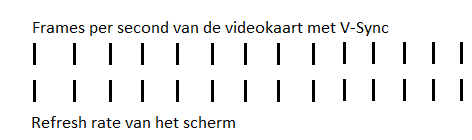 Frames per second van de videokaart met V-Sync
Refresh rate van het scherm